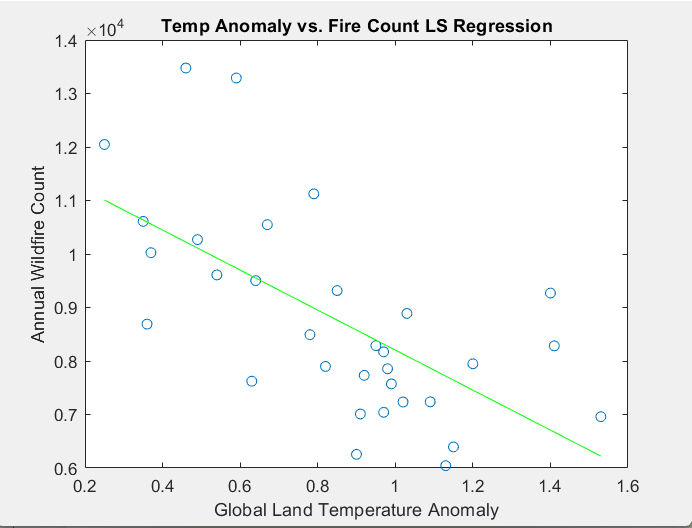 Temp Anomaly vs. Fire Count LS Regression
×10⁴
1.4
1.3
1.2
1.1
1
0.9
0.8
0.7
0.6
Annual Wildfire Count
0.2 0.4 0.6 0.8 1 1.2 1.4 1.6
Global Land Temperature Anomaly